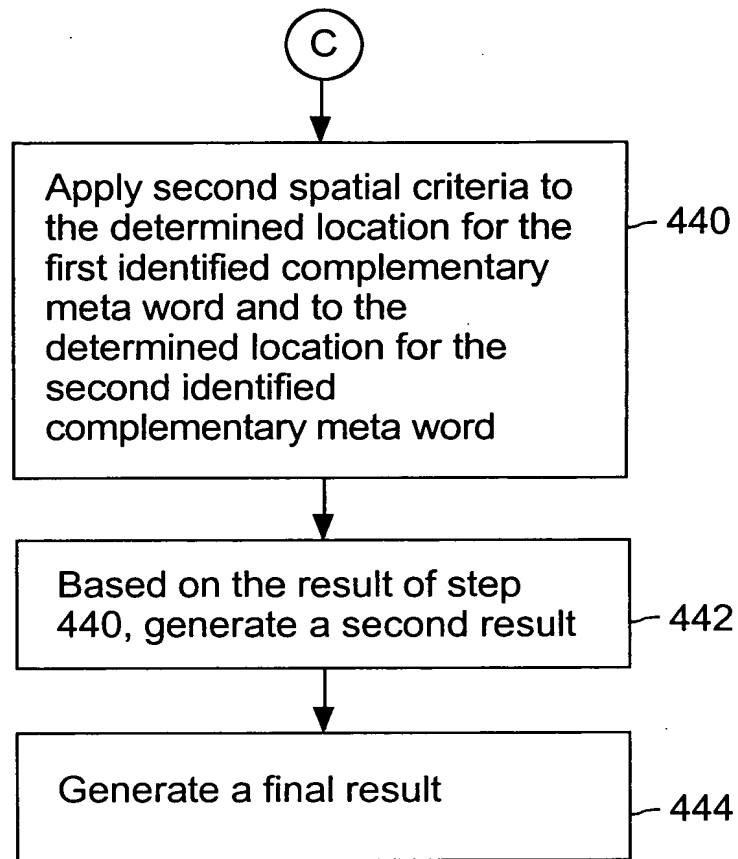 C
Apply second spatial criteria to
the determined location for the
first identified complementary
meta word and to the
determined location for the
second identified
complementary meta word
440
Based on the result of step
440, generate a second result
442
Generate a final result
444